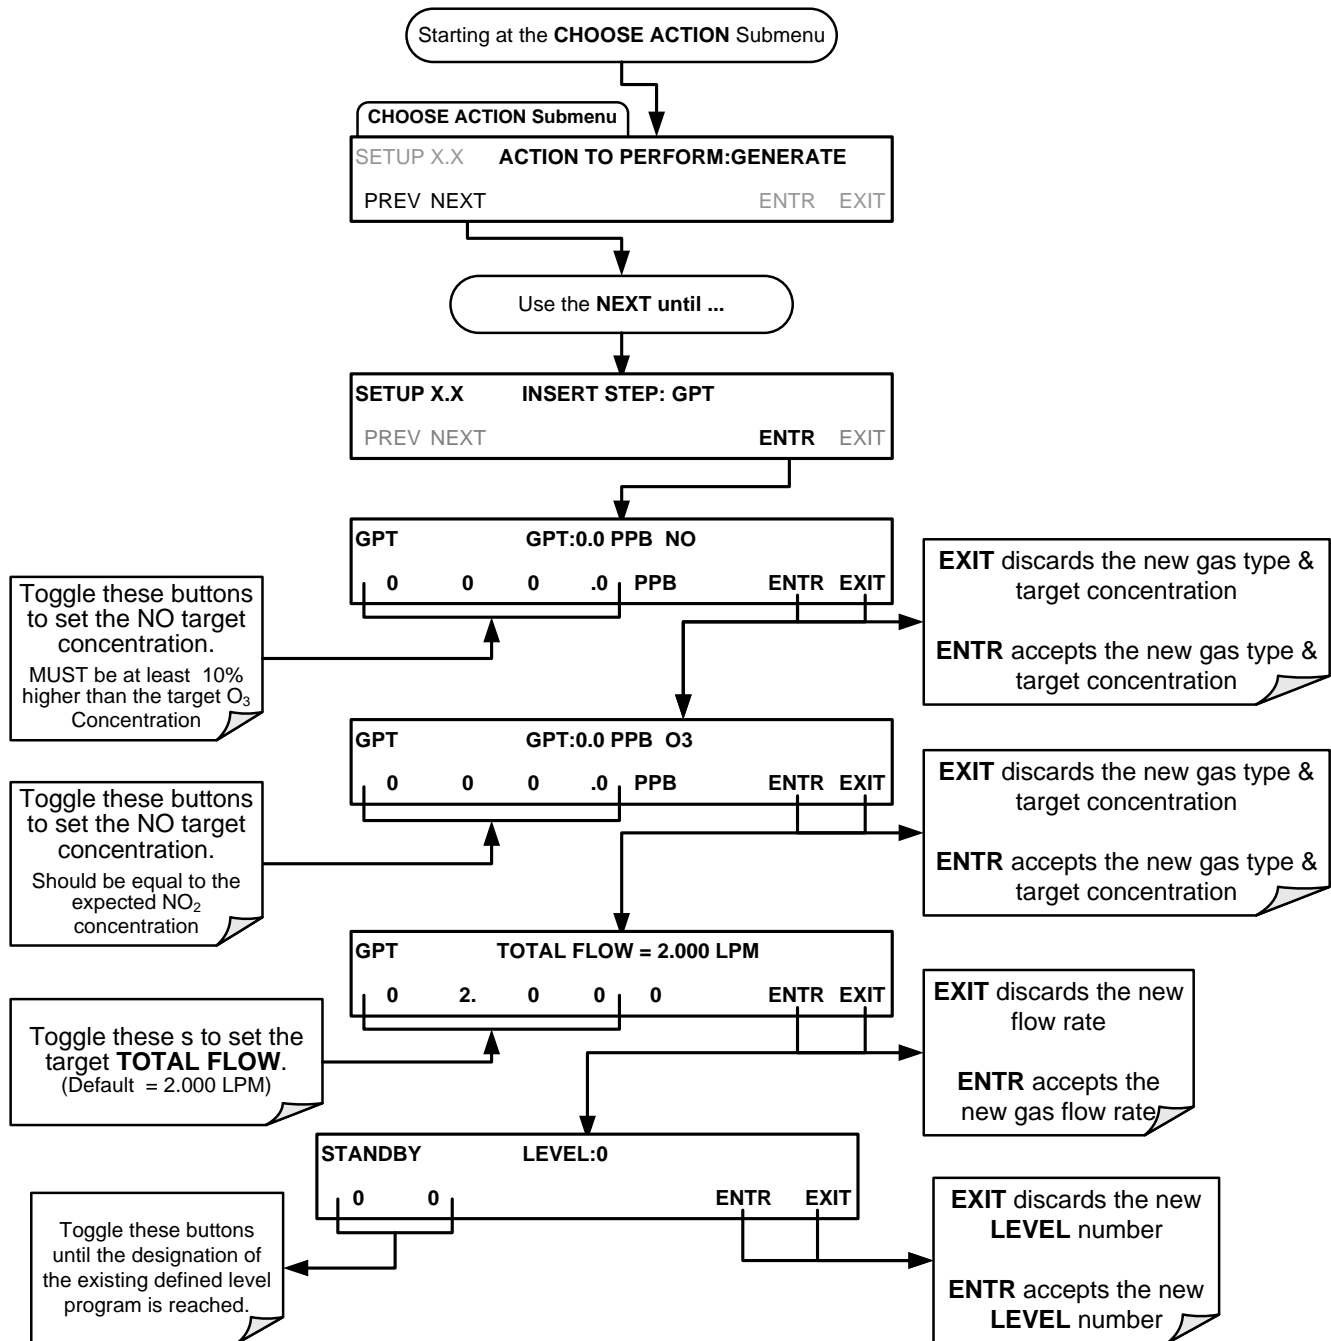 Starting at the CHOOSE ACTION Submenu
CHOOSE ACTION Submenu
SETUP X.X ACTION TO PERFORM:GENERATE
PREV NEXT ENTR EXIT
Use the NEXT until ...
SETUP X.X INSERT STEP: GPT
PREV NEXT ENTR EXIT
GPT GPT:0.0 PPB NO
0 0 0 .0 PPB ENTR EXIT
Toggle these buttons
to set the NO target
concentration.
MUST be at least 10%
higher than the target O3
Concentration
EXIT discards the new gas type &
target concentration
ENTR accepts the new gas type &
target concentration
GPT GPT:0.0 PPB O3
0 0 0 .0 PPB ENTR EXIT
Toggle these buttons
to set the NO target
concentration.
Should be equal to the
expected NO2
concentration
EXIT discards the new gas type &
target concentration
ENTR accepts the new gas type &
target concentration
GPT TOTAL FLOW = 2.000 LPM
0 2. 0 0 0 ENTR EXIT
Toggle these s to set the
target TOTAL FLOW.
(Default = 2.000 LPM)
EXIT discards the new
flow rate
ENTR accepts the
new gas flow rate
STANDBY LEVEL:0
0 0 ENTR EXIT
Toggle these buttons
until the designation of
the existing defined level
program is reached.
EXIT discards the new
LEVEL number
ENTR accepts the new
LEVEL number